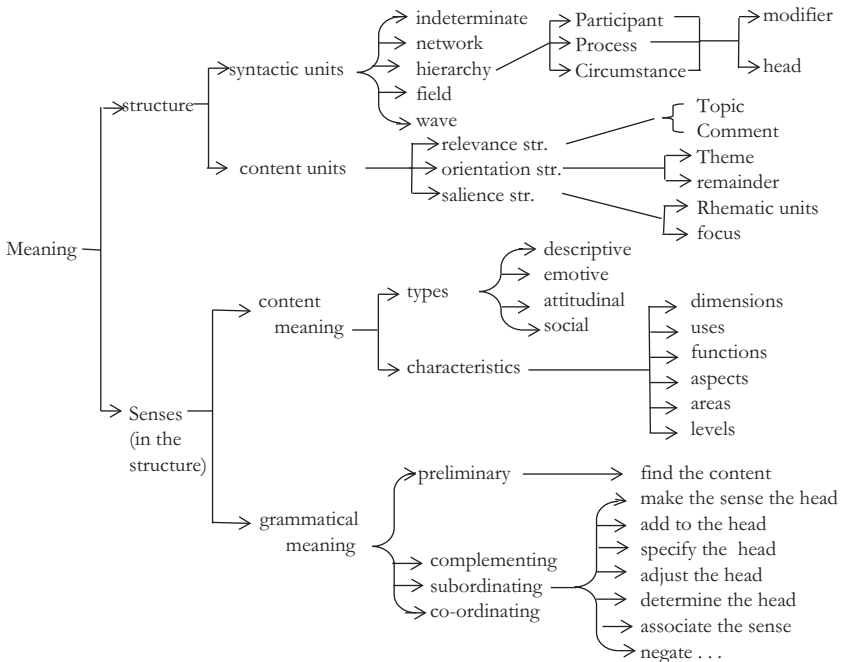 indeterminate
network
hierarchy
field
wave
Participant
Process
Circumstance
modifier
head
syntactic units
structure
content units
relevance str.
orientation str.
salience str.
Topic
Comment
Theme
remainder
Rhematic units
focus
Meaning
Senses
(in the
structure)
content
meaning
types
descriptive
emotive
attitudinal
social
characteristics
dimensions
uses
functions
aspects
areas
levels
grammatical
meaning
preliminary
find the content
complementing
subordinating
co-ordinating
make the sense the head
add to the head
specify the head
adjust the head
determine the head
associate the sense
negate . . .